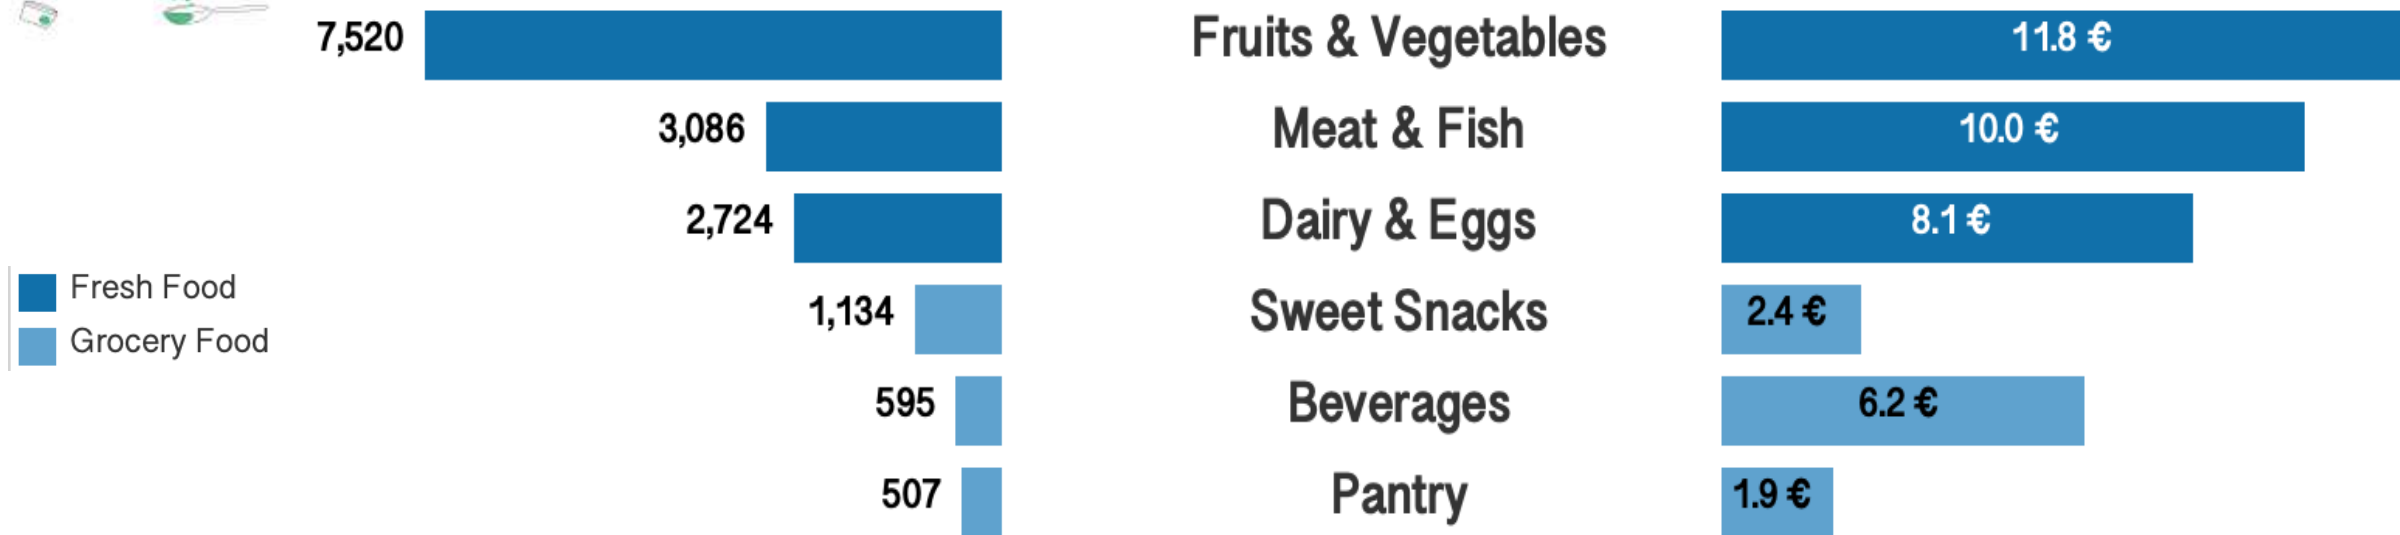 7,520 Fruits & Vegetables 11.8 €
3,086 Meat & Fish 10.0 €
2,724 Dairy & Eggs 8.1 €
Fresh Food
1,134 Sweet Snacks 2.4 €
Grocery Food
595 Beverages 6.2 €
507 Pantry 1.9 €